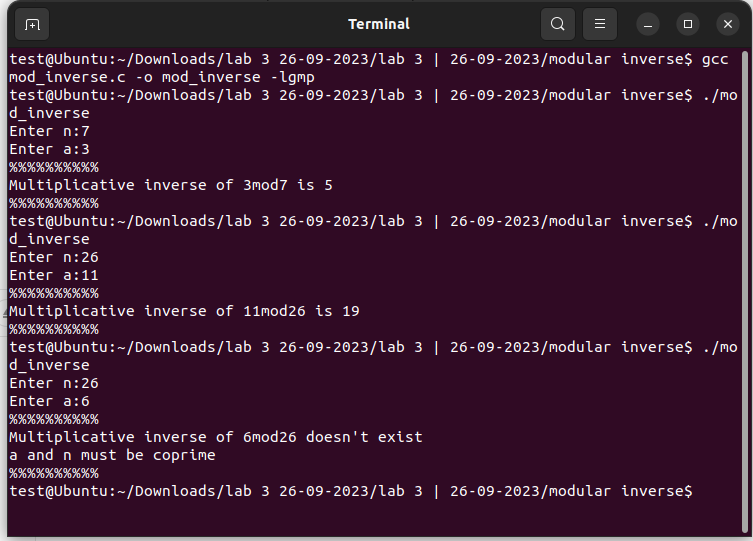 Terminal
test@Ubuntu:~/Downloads/lab 3 26-09-2023/lab 3 | 26-09-2023/modular inverse$ gcc
mod_inverse.c -o mod_inverse -lgmp
test@Ubuntu:~/Downloads/lab 3 26-09-2023/lab 3 | 26-09-2023/modular inverse$ ./mo
d_inverse
Enter n:7
Enter a:3
%%%%%%%%%%
Multiplicative inverse of 3mod7 is 5
%%%%%%%%%%
test@Ubuntu:~/Downloads/lab 3 26-09-2023/lab 3 | 26-09-2023/modular inverse$ ./mo
d_inverse
Enter n:26
Enter a:11
%%%%%%%%%%
Multiplicative inverse of 11mod26 is 19
%%%%%%%%%%
test@Ubuntu:~/Downloads/lab 3 26-09-2023/lab 3 | 26-09-2023/modular inverse$ ./mo
d_inverse
Enter n:26
Enter a:6
%%%%%%%%%%
Multiplicative inverse of 6mod26 doesn't exist
a and n must be coprime
%%%%%%%%%%
test@Ubuntu:~/Downloads/lab 3 26-09-2023/lab 3 | 26-09-2023/modular inverse$